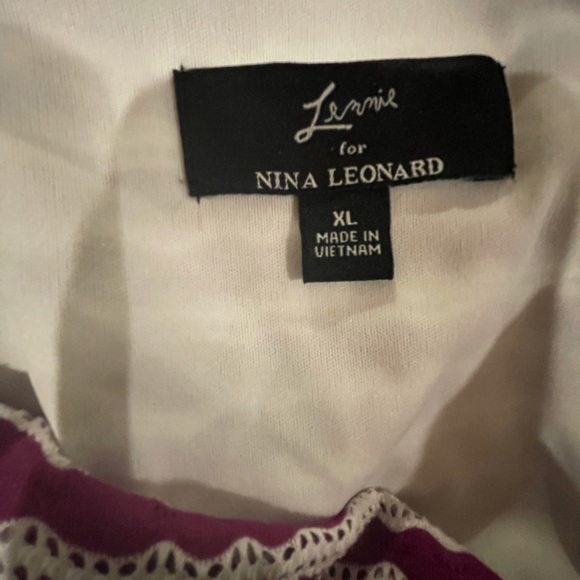 Lennie
for
NINA LEONARD
XL
MADE IN
VIETNAM